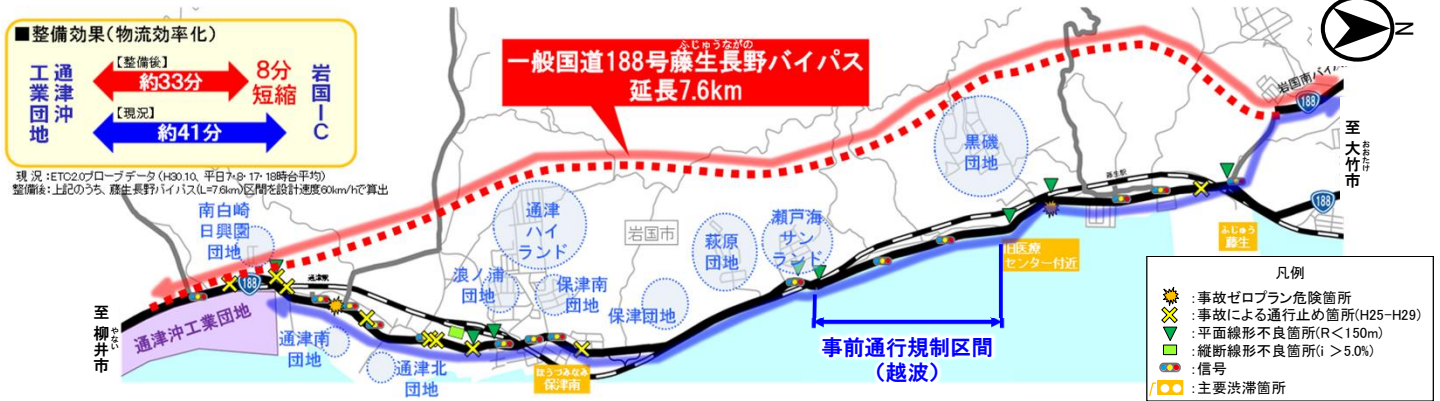 ■整備効果(物流効率化)
通津沖
工業団地
【整備後】
約33分
8分
短縮
【現況】
約41分
岩国IC
現 況:ETC2.0プローブデータ(H30.10、平日7・8・17・18時台平均)
整備後:上記のうち、藤生長野バイパス(L=7.6km)区間を設計速度60km/hで算出
ふじゅうながの
一般国道188号藤生長野バイパス
延長7.6km
N
岩国南バイパス
188
至 大竹市
おおたけ
188
黒磯
団地
藤生駅
ふじゅう
藤生
旧医療
センター付近
瀬戸海
サン
ランド
萩原
団地
岩国市
保津団地
保津南
団地
通津
ハイ
ランド
浪ノ浦
団地
南白崎
日興園
団地
通津駅
188
至 柳井市
やない
通津沖工業団地
通津南
団地
通津北
団地
ほうづみなみ
保津南
事前通行規制区間
(越波)
凡例
:事故ゼロプラン危険箇所
:事故による通行止め箇所(H25-H29)
:平面線形不良箇所(R<150m)
:縦断線形不良箇所(i >5.0%)
:信号
:主要渋滞箇所